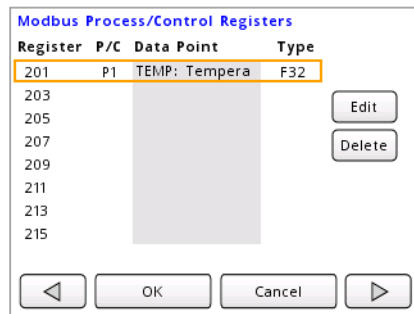 Modbus Process/Control Registers
Register P/C Data Point Type
201 P1 TEMP: Tempera F32
203
205
207
209
211
213
215
Edit
Delete
OK Cancel